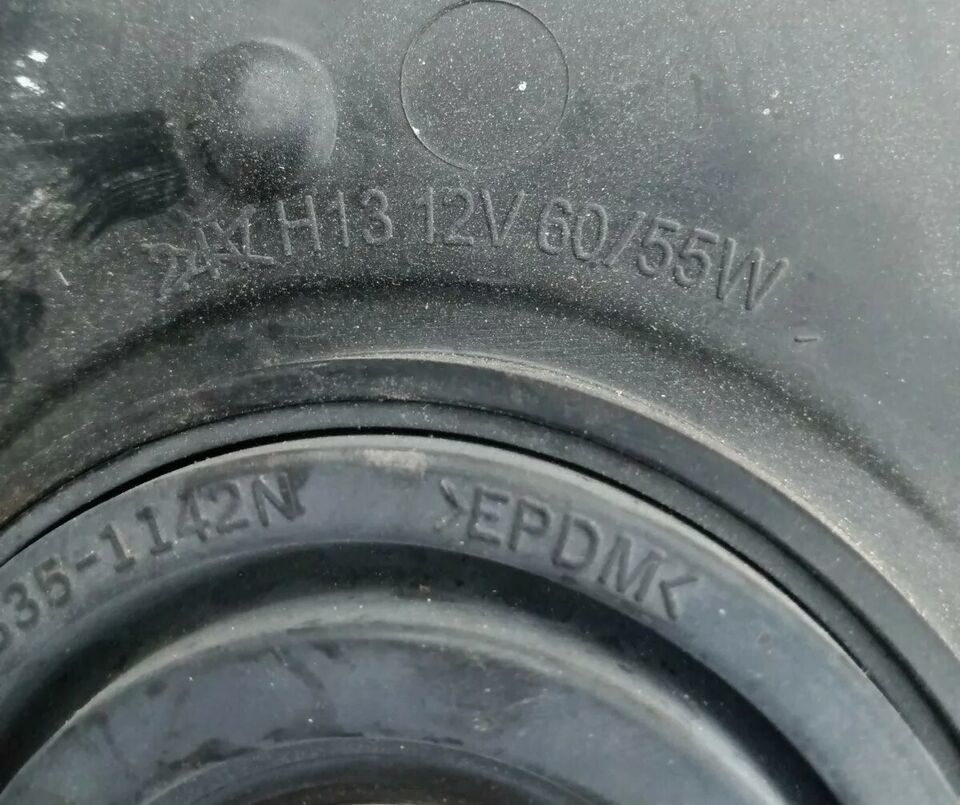 H13 12V 60/55W
35-1142N
>EPDM<